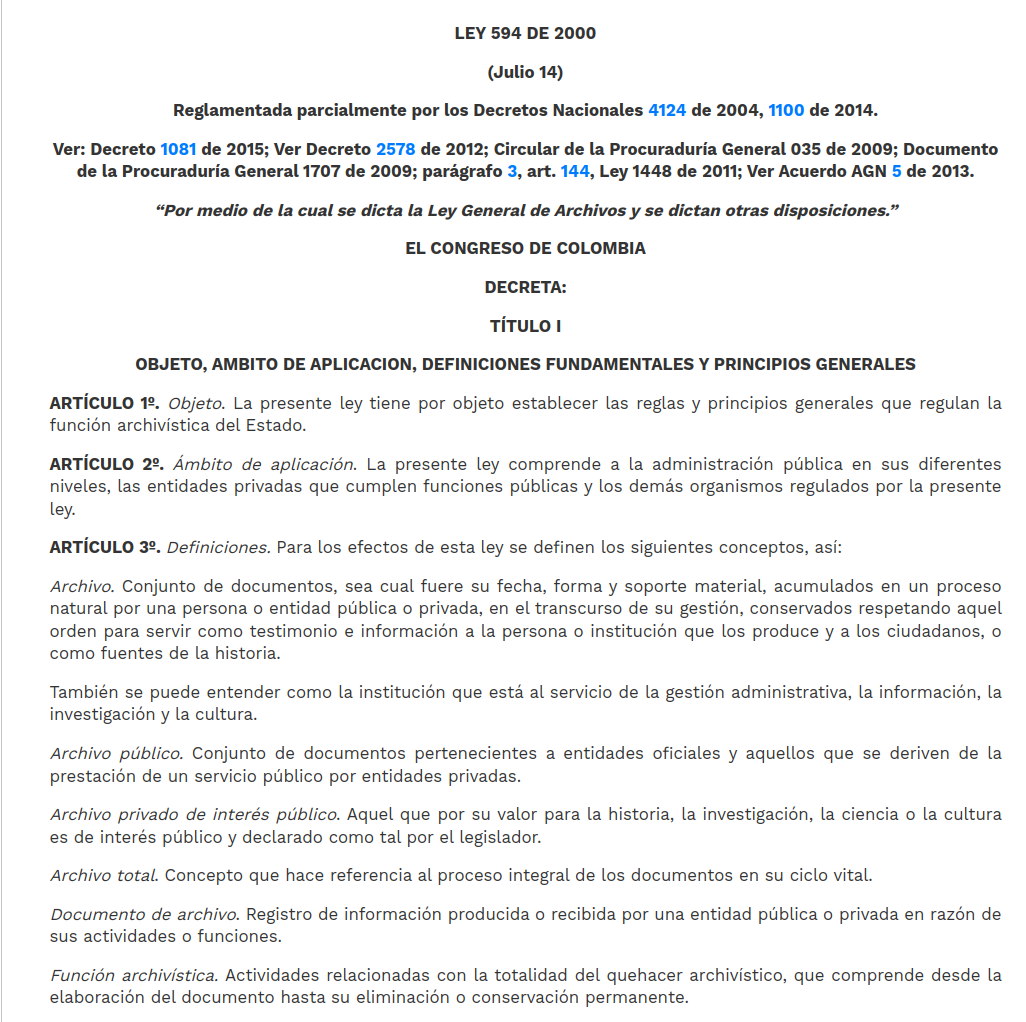 LEY 594 DE 2000
(Julio 14)
Reglamentada parcialmente por los Decretos Nacionales 4124 de 2004, 1100 de 2014.
Ver: Decreto 1081 de 2015; Ver Decreto 2578 de 2012; Circular de la Procuraduría General 035 de 2009; Documento
de la Procuraduría General 1707 de 2009; parágrafo 3, art. 144, Ley 1448 de 2011; Ver Acuerdo AGN 5 de 2013.
“Por medio de la cual se dicta la Ley General de Archivos y se dictan otras disposiciones.”
EL CONGRESO DE COLOMBIA
DECRETA:
TÍTULO I
OBJETO, AMBITO DE APLICACION, DEFINICIONES FUNDAMENTALES Y PRINCIPIOS GENERALES
ARTÍCULO 1º. Objeto. La presente ley tiene por objeto establecer las reglas y principios generales que regulan la
función archivística del Estado.
ARTÍCULO 2º. Ámbito de aplicación. La presente ley comprende a la administración pública en sus diferentes
niveles, las entidades privadas que cumplen funciones públicas y los demás organismos regulados por la presente
ley.
ARTÍCULO 3º. Definiciones. Para los efectos de esta ley se definen los siguientes conceptos, así:
Archivo. Conjunto de documentos, sea cual fuere su fecha, forma y soporte material, acumulados en un proceso
natural por una persona o entidad pública o privada, en el transcurso de su gestión, conservados respetando aquel
orden para servir como testimonio e información a la persona o institución que los produce y a los ciudadanos, o
como fuentes de la historia.
También se puede entender como la institución que está al servicio de la gestión administrativa, la información, la
investigación y la cultura.
Archivo público. Conjunto de documentos pertenecientes a entidades oficiales y aquellos que se deriven de la
prestación de un servicio público por entidades privadas.
Archivo privado de interés público. Aquel que por su valor para la historia, la investigación, la ciencia o la cultura
es de interés público y declarado como tal por el legislador.
Archivo total. Concepto que hace referencia al proceso integral de los documentos en su ciclo vital.
Documento de archivo. Registro de información producida o recibida por una entidad pública o privada en razón de
sus actividades o funciones.
Función archivística. Actividades relacionadas con la totalidad del quehacer archivístico, que comprende desde la
elaboración del documento hasta su eliminación o conservación permanente.